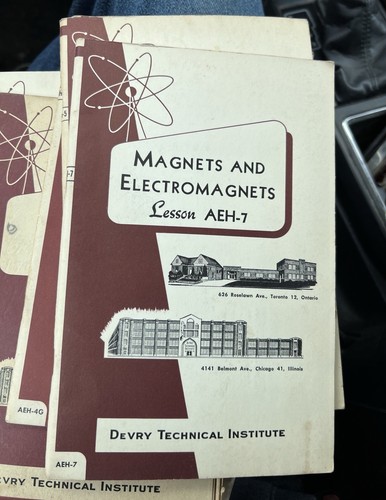 MAGNETS AND
ELECTROMAGNETS
Lesson AEH-7
626 Roselawn Ave., Toronto 12, Ontario
4141 Belmont Ave., Chicago 41, Illinois
DEVRY TECHNICAL INSTITUTE
AEH-7
AEH-4G
VRY TECHNICAL INSTITUTE